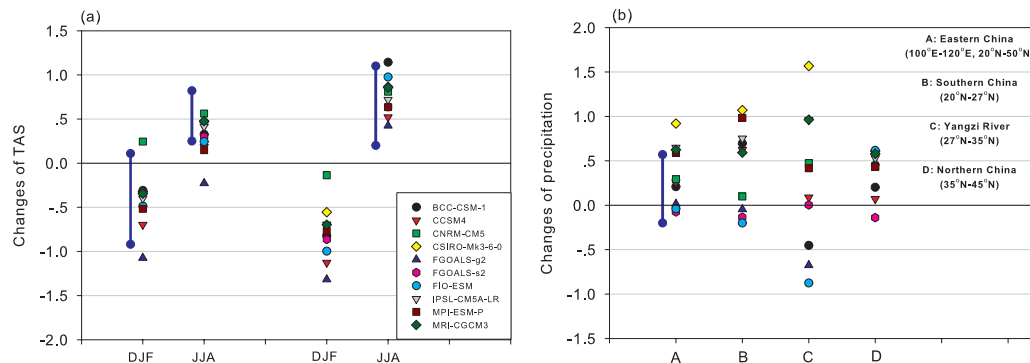 (a)
Changes of TAS
1.5
1.0
0.5
0.0
-0.5
-1.0
-1.5
-2.0
DJF
JJA
DJF
JJA
BCC-CSM-1
CCSM4
CNRM-CM5
CSIRO-Mk3-6-0
FGOALS-g2
FGOALS-s2
FIO-ESM
IPSL-CM5A-LR
MPI-ESM-P
MRI-CGCM3
(b)
Changes of precipitation
2.0
1.5
1.0
.5
0.0
-.5
-1.0
-1.5
A
B
C
D
A: Eastern China
(100°E-120°E, 20°N-50°N
B: Southern China
(20°N-27°N)
C: Yangzi River
(27°N-35°N)
D: Northern China
(35°N-45°N)